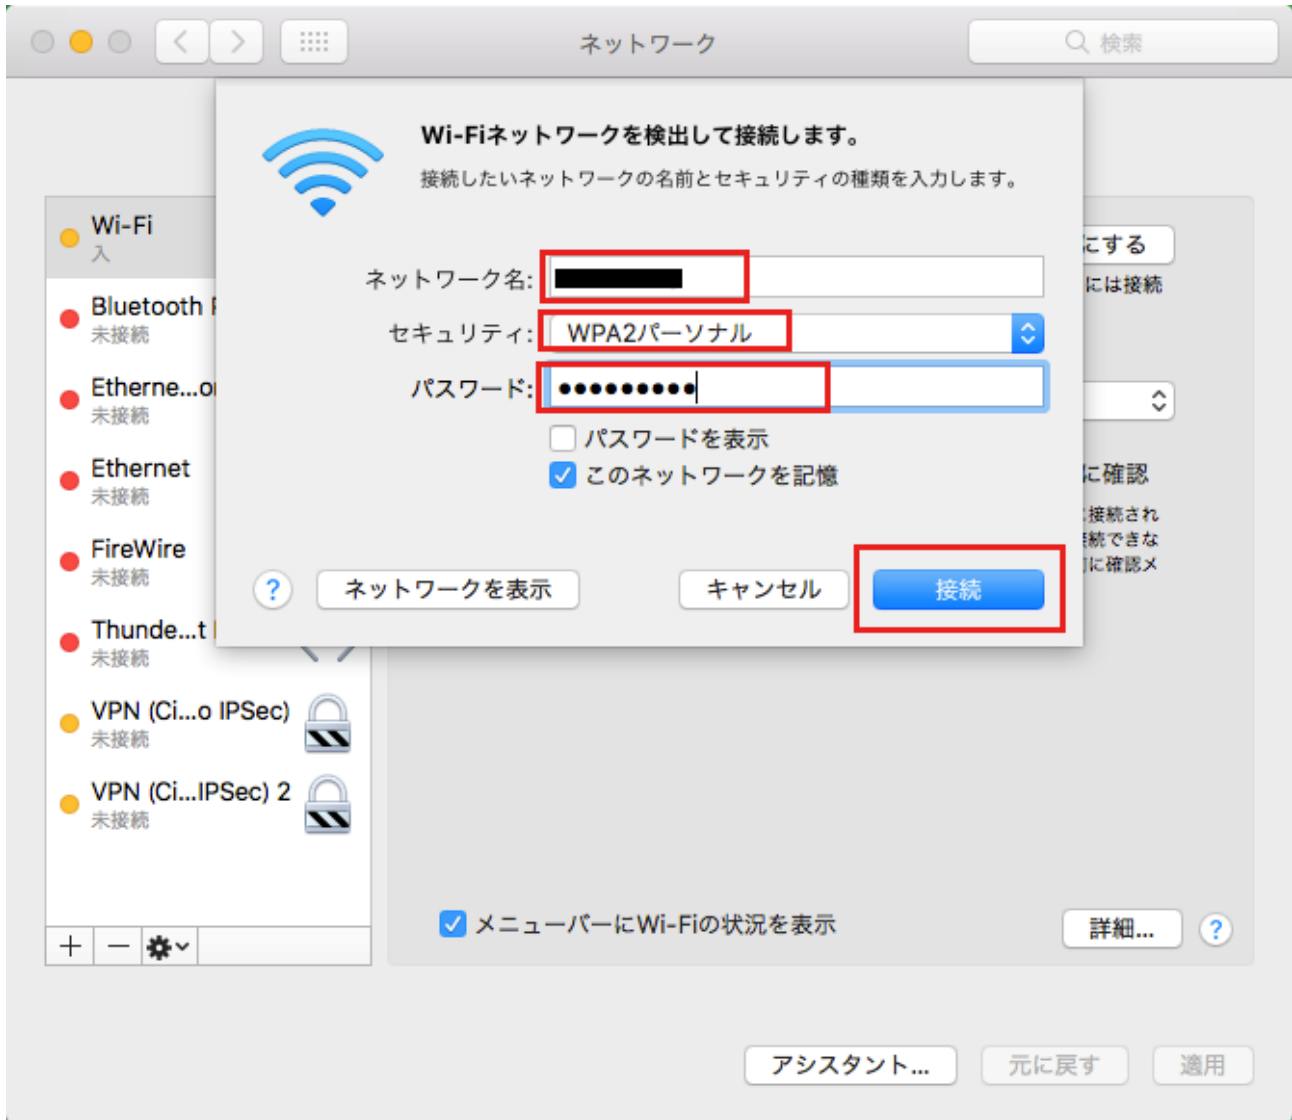 ネットワーク
検索
Wi-Fiネットワークを検出して接続します。
接続したいネットワークの名前とセキュリティの種類を入力します。
ネットワーク名:
セキュリティ: WPA2パーソナル
パスワード: •••••••••
パスワードを表示
このネットワークを記憶
? ネットワークを表示 キャンセル 接続
Wi-Fi
入
Bluetooth
未接続
Etherne...o
未接続
Ethernet
未接続
FireWire
未接続
Thunde...t
未接続
VPN (Ci...o IPSec)
未接続
VPN (Ci...IPSec) 2
未接続
にする
には接続
に確認
接続され
続できな
に確認メ
メニューバーにWi-Fiの状況を表示
詳細... ?
アシスタント... 元に戻す 適用